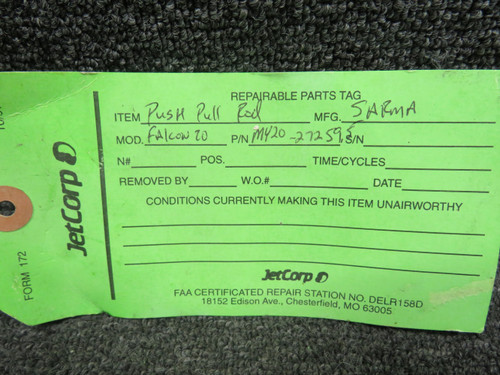 REPAIRABLE PARTS TAG
ITEM Push Pull Rod MFG. SARMA
MOD. FALCON 20 P/N M420-272595 S/N
N# POS. TIME/CYCLES
REMOVED BY W.O.# DATE
CONDITIONS CURRENTLY MAKING THIS ITEM UNAIRWORTHY
JetCorp
FAA CERTIFICATED REPAIR STATION NO. DELR158D
18152 Edison Ave., Chesterfield, MO 63005
JetCorp
FORM 172